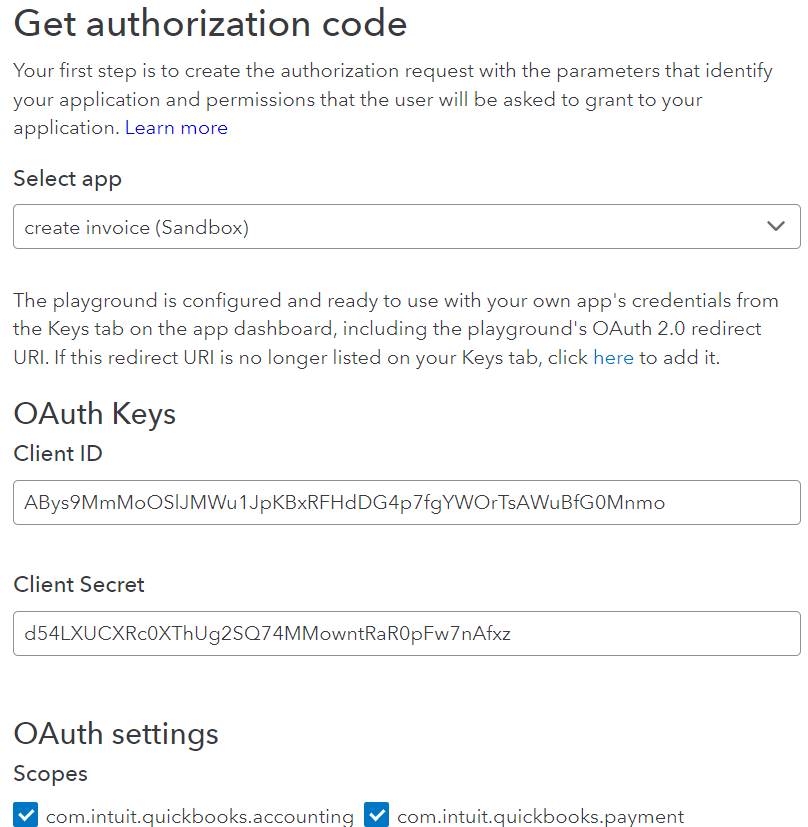 Get authorization code
Your first step is to create the authorization request with the parameters that identify
your application and permissions that the user will be asked to grant to your
application. Learn more
Select app
create invoice (Sandbox)
The playground is configured and ready to use with your own app's credentials from
the Keys tab on the app dashboard, including the playground's OAuth 2.0 redirect
URI. If this redirect URI is no longer listed on your Keys tab, click here to add it.
OAuth Keys
Client ID
ABys9MmMoOSlJMWu1JpKBxRFHdDG4p7fgYWOrTsAWuBfG0Mnmo
Client Secret
d54LXUCXRc0XThUg2SQ74MMowntRaR0pFw7nAfxz
OAuth settings
Scopes
com.intuit.quickbooks.accounting com.intuit.quickbooks.payment